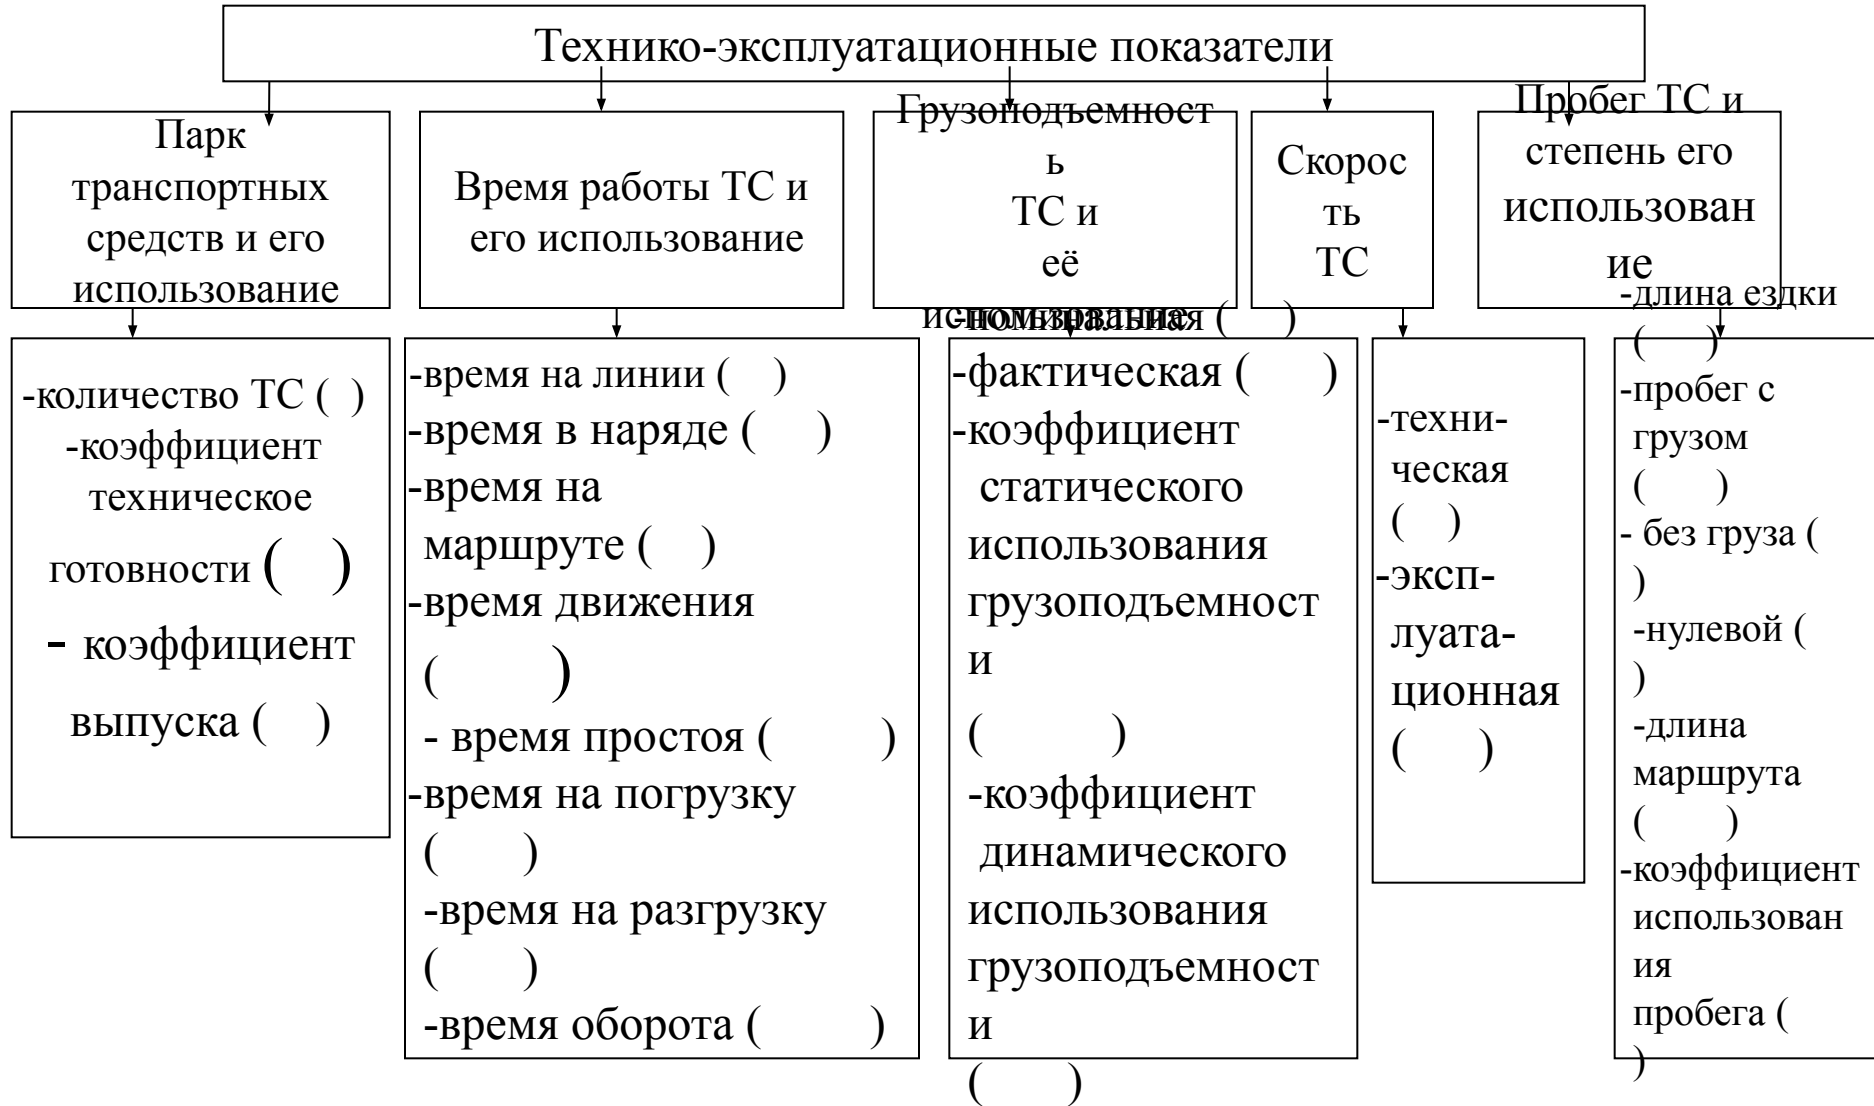 Технико-эксплуатационные показатели
Парк
транспортных
средств и его
использование
Время работы ТС и
его использование
Грузоподъемност
ь
ТС и
её
использование
Скорос
ть
ТС
Пробег ТС и
степень его
использован
ие
-количество ТС ( )
-коэффициент
техническое
готовности ( )
- коэффициент
выпуска ( )
-время на линии ( )
-время в наряде ( )
-время на
маршруте ( )
-время движения
( )
- время простоя ( )
-время на погрузку
( )
-время на разгрузку
( )
-время оборота ( )
-номинальная ( )
-фактическая ( )
-коэффициент
статического
использования
грузоподъемност
и
( )
-коэффициент
динамического
использования
грузоподъемност
и
( )
-техни-
ческая
( )
-эксп-
луата-
ционная
( )
-длина ездки
( )
-пробег с
грузом
( )
- без груза (
)
-нулевой (
)
-длина
маршрута
( )
-коэффициент
использован
ия
пробега (
)